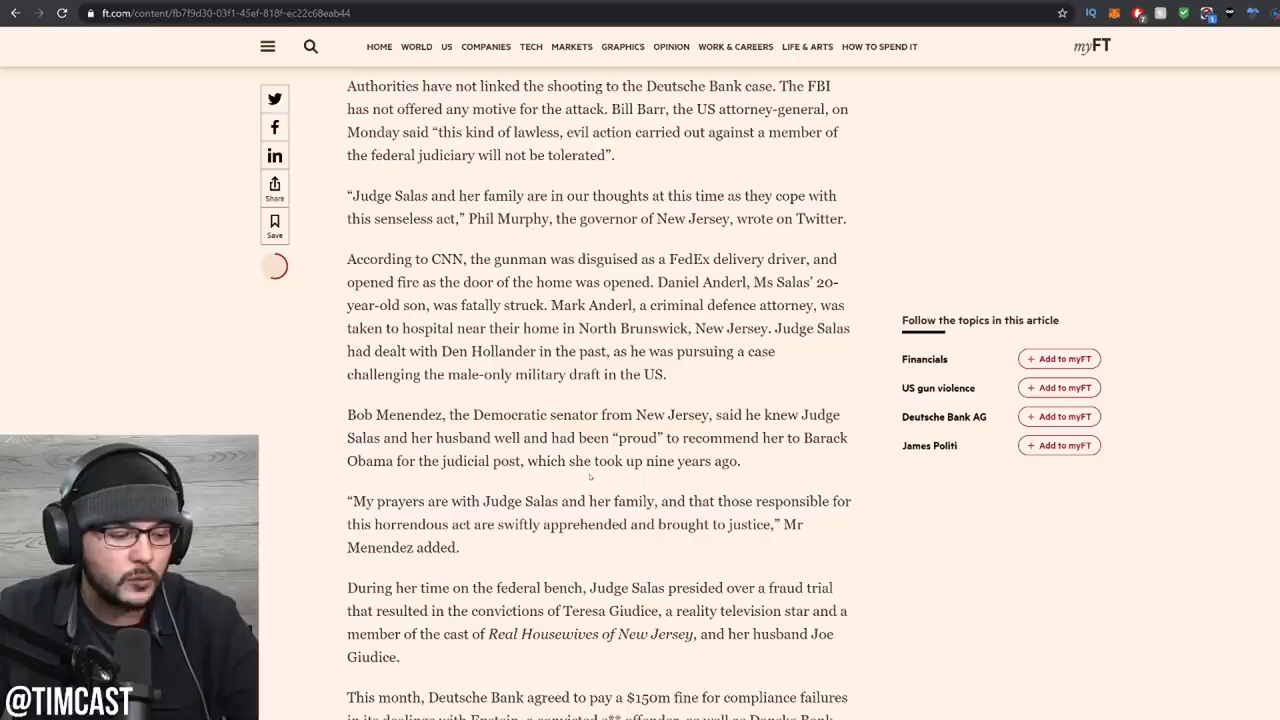 ft.com/content/fb7f9d30-03f1-45ef-818f-ec22c68eab44
HOME WORLD US COMPANIES TECH MARKETS GRAPHICS OPINION WORK & CAREERS LIFE & ARTS HOW TO SPEND IT
myFT
Authorities have not linked the shooting to the Deutsche Bank case. The FBI
has not offered any motive for the attack. Bill Barr, the US attorney-general, on
Monday said “this kind of lawless, evil action carried out against a member of
the federal judiciary will not be tolerated”.
Share
“Judge Salas and her family are in our thoughts at this time as they cope with
this senseless act,” Phil Murphy, the governor of New Jersey, wrote on Twitter.
Save
According to CNN, the gunman was disguised as a FedEx delivery driver, and
opened fire as the door of the home was opened. Daniel Anderl, Ms Salas’ 20-
year-old son, was fatally struck. Mark Anderl, a criminal defence attorney, was
taken to hospital near their home in North Brunswick, New Jersey. Judge Salas
had dealt with Den Hollander in the past, as he was pursuing a case
challenging the male-only military draft in the US.
Bob Menendez, the Democratic senator from New Jersey, said he knew Judge
Salas and her husband well and had been “proud” to recommend her to Barack
Obama for the judicial post, which she took up nine years ago.
“My prayers are with Judge Salas and her family, and that those responsible for
this horrendous act are swiftly apprehended and brought to justice,” Mr
Menendez added.
During her time on the federal bench, Judge Salas presided over a fraud trial
that resulted in the convictions of Teresa Giudice, a reality television star and a
member of the cast of Real Housewives of New Jersey, and her husband Joe
Giudice.
This month, Deutsche Bank agreed to pay a $150m fine for compliance failures
in its dealings with Epstein, a convicted s** offender, as well as Danske Bank
Follow the topics in this article
Financials + Add to myFT
US gun violence + Add to myFT
Deutsche Bank AG + Add to myFT
James Politi + Add to myFT
@TIMCAST